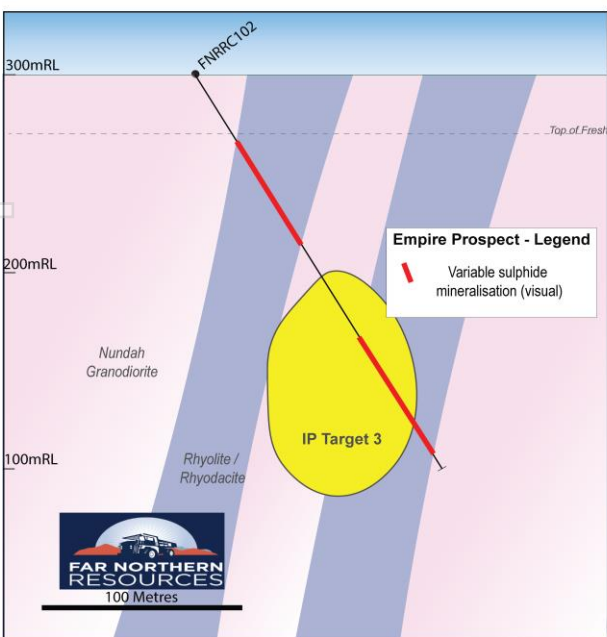 FNRRC102
300mRL
Top of Fresh
Empire Prospect - Legend
Variable sulphide
mineralisation (visual)
200mRL
Nundah
Granodiorite
IP Target 3
Rhyolite /
Rhyodacite
100mRL
FAR NORTHERN
RESOURCES
100 Metres